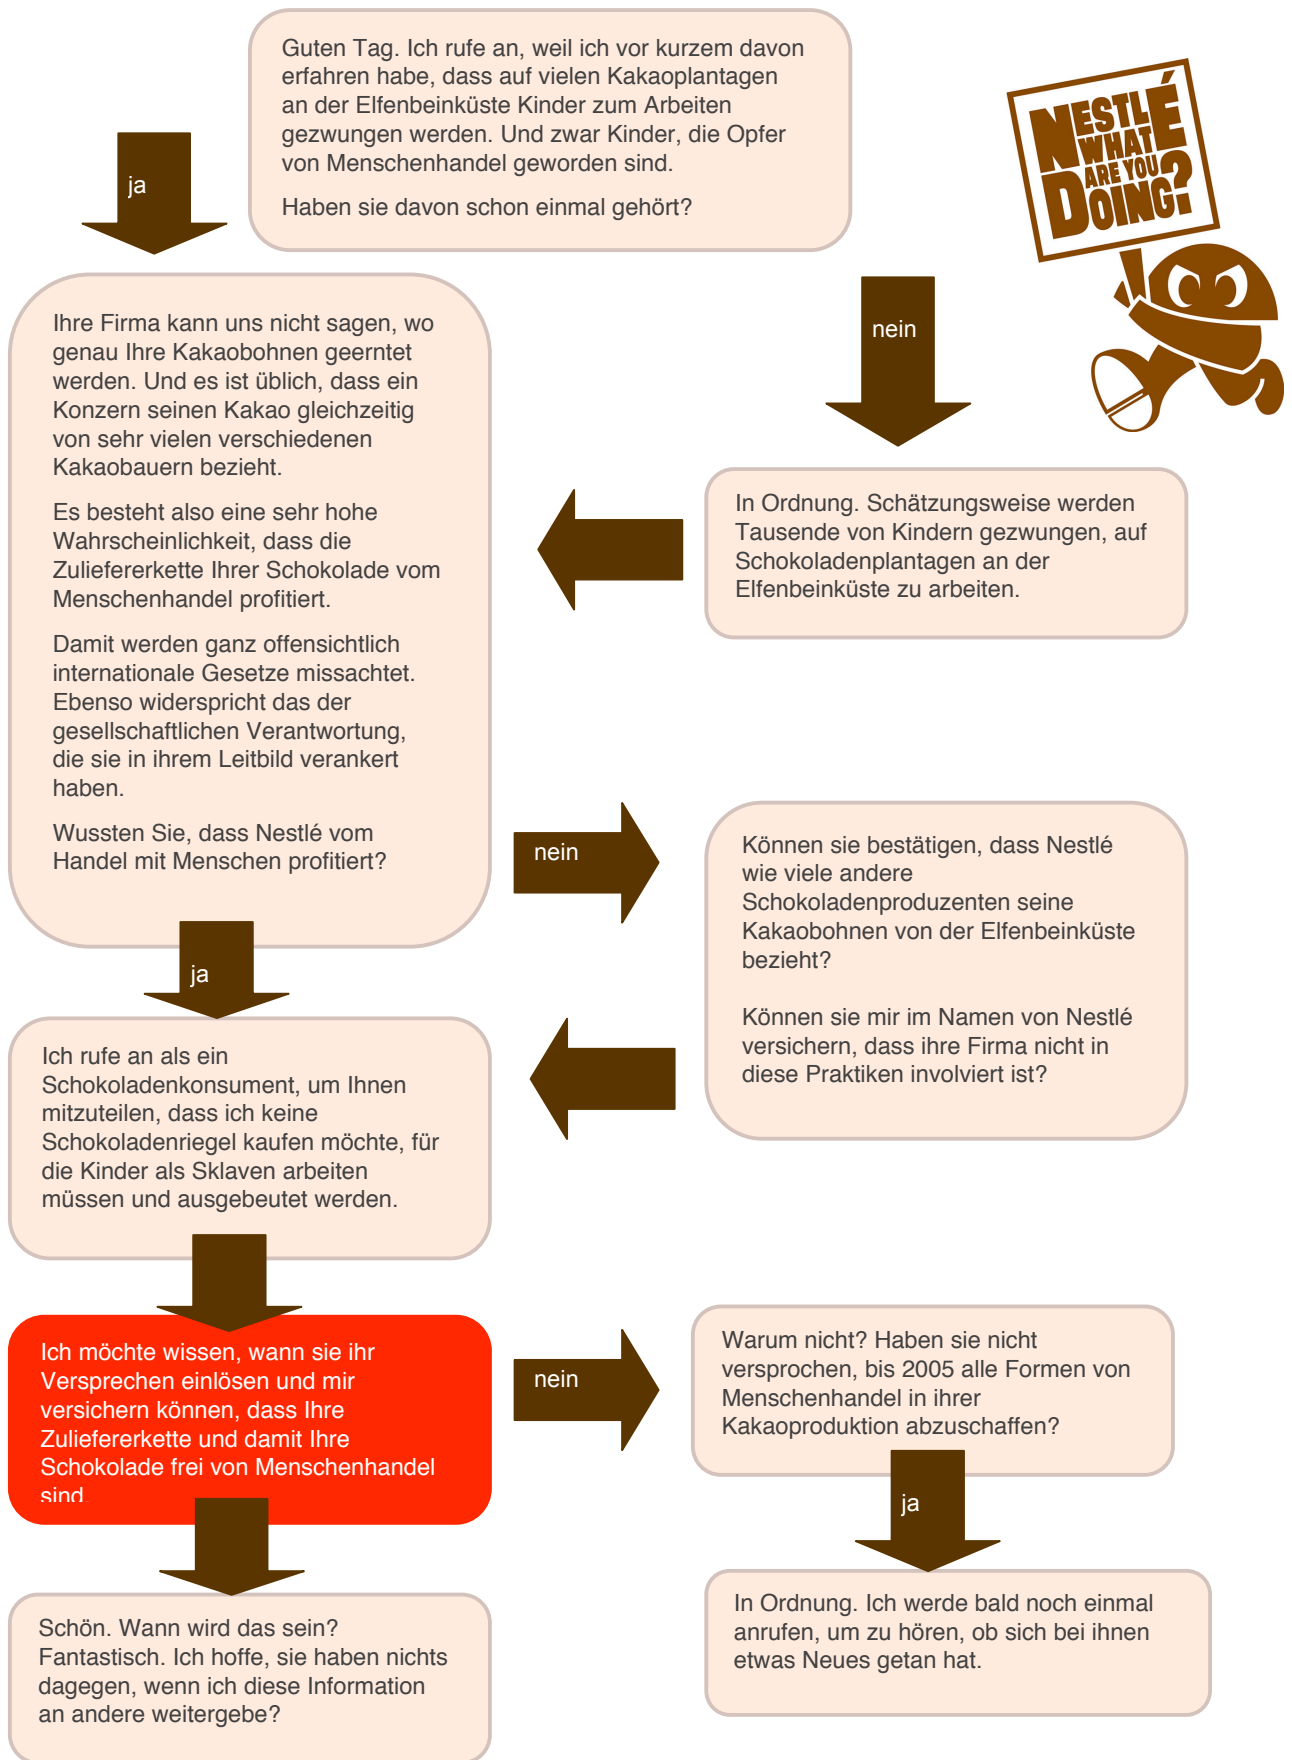 Guten Tag. Ich rufe an, weil ich vor kurzem davon
erfahren habe, dass auf vielen Kakaoplantagen
an der Elfenbeinküste Kinder zum Arbeiten
gezwungen werden. Und zwar Kinder, die Opfer
von Menschenhandel geworden sind.
Haben sie davon schon einmal gehört?
NESTLÉ
WHAT
ARE YOU
DOING?
ja
nein
Ihre Firma kann uns nicht sagen, wo
genau Ihre Kakaobohnen geerntet
werden. Und es ist üblich, dass ein
Konzern seinen Kakao gleichzeitig
von sehr vielen verschiedenen
Kakaobauern bezieht.
Es besteht also eine sehr hohe
Wahrscheinlichkeit, dass die
Zuliefererkette Ihrer Schokolade vom
Menschenhandel profitiert.
Damit werden ganz offensichtlich
internationale Gesetze missachtet.
Ebenso widerspricht das der
gesellschaftlichen Verantwortung,
die sie in ihrem Leitbild verankert
haben.
Wussten Sie, dass Nestlé vom
Handel mit Menschen profitiert?
In Ordnung. Schätzungsweise werden
Tausende von Kindern gezwungen, auf
Schokoladenplantagen an der
Elfenbeinküste zu arbeiten.
nein
Können sie bestätigen, dass Nestlé
wie viele andere
Schokoladenproduzenten seine
Kakaobohnen von der Elfenbeinküste
bezieht?
Können sie mir im Namen von Nestlé
versichern, dass ihre Firma nicht in
diese Praktiken involviert ist?
ja
Ich rufe an als ein
Schokoladenkonsument, um Ihnen
mitzuteilen, dass ich keine
Schokoladenriegel kaufen möchte, für
die Kinder als Sklaven arbeiten
müssen und ausgebeutet werden.
Ich möchte wissen, wann sie ihr
Versprechen einlösen und mir
versichern können, dass Ihre
Zuliefererkette und damit Ihre
Schokolade frei von Menschenhandel
sind.
nein
Warum nicht? Haben sie nicht
versprochen, bis 2005 alle Formen von
Menschenhandel in ihrer
Kakaoproduktion abzuschaffen?
ja
Schön. Wann wird das sein?
Fantastisch. Ich hoffe, sie haben nichts
dagegen, wenn ich diese Information
an andere weitergebe?
In Ordnung. Ich werde bald noch einmal
anrufen, um zu hören, ob sich bei ihnen
etwas Neues getan hat.